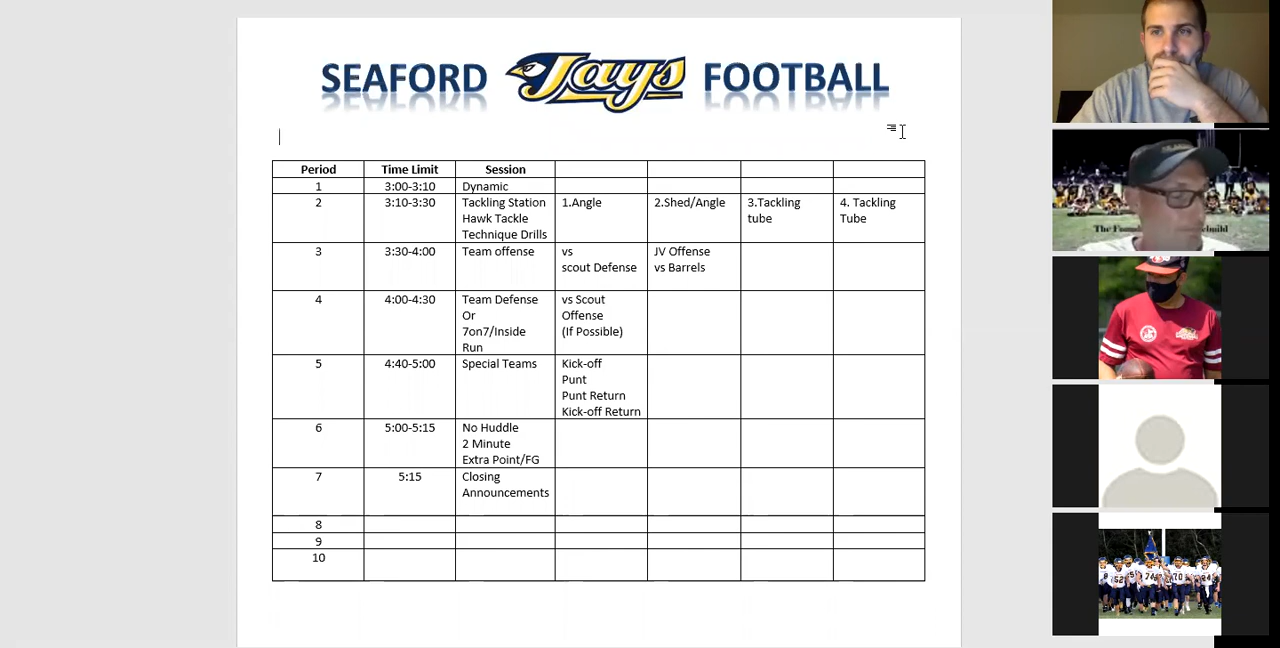 SEAFORD Jays FOOTBALL
Period Time Limit Session
1 3:00-3:10 Dynamic
2 3:10-3:30 Tackling Station 1.Angle 2.Shed/Angle 3.Tackling 4. Tackling
Hawk Tackle tube Tube
Technique Drills
3 3:30-4:00 Team offense vs JV Offense
scout Defense vs Barrels
4 4:00-4:30 Team Defense vs Scout
Or Offense
7on7/Inside (If Possible)
Run
5 4:40-5:00 Special Teams Kick-off
Punt
Punt Return
Kick-off Return
6 5:00-5:15 No Huddle
2 Minute
Extra Point/FG
7 5:15 Closing
Announcements
8
9
10
The
52
74
70
24